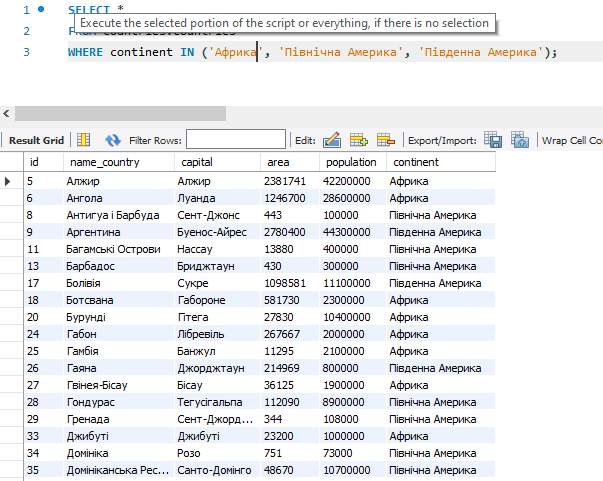 1 SELECT *
Execute the selected portion of the script or everything, if there is no selection
2
3 WHERE continent IN ('Африка', 'Північна Америка', 'Південна Америка');
Result Grid Filter Rows: Edit: Export/Import: Wrap Cell Co
id name_country capital area population continent
5 Алжир Алжир 2381741 42200000 Африка
6 Ангола Луанда 1246700 28600000 Африка
8 Антигуа і Барбуда Сент-Джонс 443 100000 Північна Америка
9 Аргентина Буенос-Айрес 2780400 44300000 Південна Америка
11 Багамські Острови Нассау 13880 400000 Північна Америка
13 Барбадос Бриджтаун 430 300000 Північна Америка
17 Болівія Сукре 1098581 11100000 Південна Америка
18 Ботсвана Габороне 581730 2300000 Африка
20 Бурунді Гітега 27830 10400000 Африка
24 Габон Лібревіль 267667 2000000 Африка
25 Гамбія Банжул 11295 2100000 Африка
26 Гаяна Джорджтаун 214969 800000 Південна Америка
27 Гвінея-Бісау Бісау 36125 1900000 Африка
28 Гондурас Тегусігальпа 112090 8900000 Північна Америка
29 Гренада Сент-Джорд... 344 108000 Північна Америка
33 Джибуті Джибуті 23200 1000000 Африка
34 Домініка Розо 751 73000 Північна Америка
35 Домініканська Рес... Санто-Домінго 48670 10700000 Північна Америка